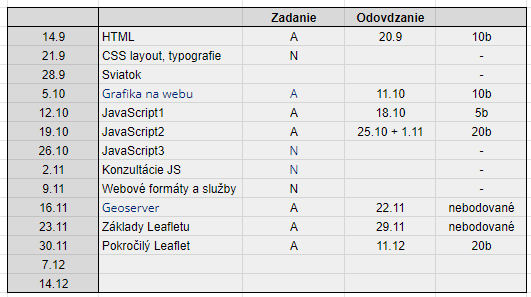 Zadanie Odovdzanie
14.9 HTML A 20.9 10b
21.9 CSS layout, typografie N -
28.9 Sviatok -
5.10 Grafika na webu A 11.10 10b
12.10 JavaScript1 A 18.10 5b
19.10 JavaScript2 A 25.10 + 1.11 20b
26.10 JavaScript3 N -
2.11 Konzultácie JS N -
9.11 Webové formáty a služby N -
16.11 Geoserver A 22.11 nebodované
23.11 Základy Leafletu A 29.11 nebodované
30.11 Pokročilý Leaflet A 11.12 20b
7.12
14.12